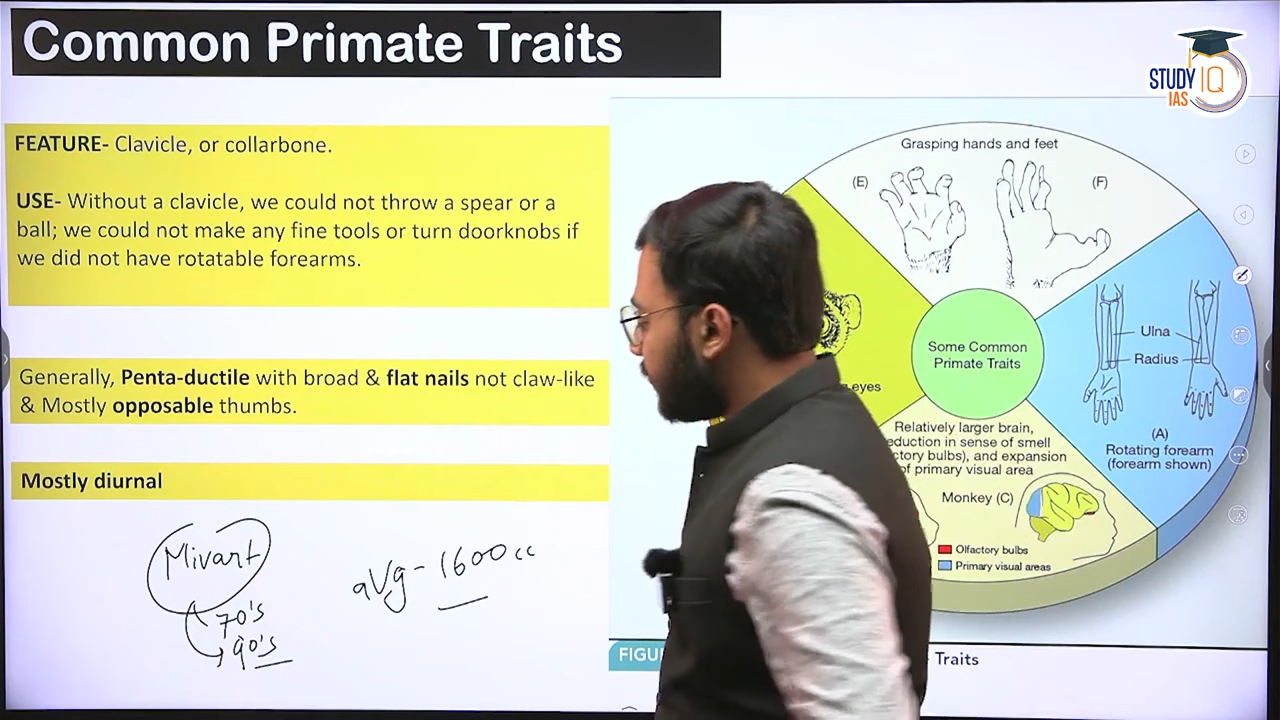 Common Primate Traits
STUDY IQ
IAS
FEATURE- Clavicle, or collarbone.
USE- Without a clavicle, we could not throw a spear or a
ball; we could not make any fine tools or turn doorknobs if
we did not have rotatable forearms.
Generally, Penta-ductile with broad & flat nails not claw-like
& Mostly opposable thumbs.
Mostly diurnal
Mivart
70's
90's
avg - 1600 cc
Grasping hands and feet
(E)
(F)
Some Common
Primate Traits
Ulna
Radius
(A)
Rotating forearm
(forearm shown)
eyes
Relatively larger brain,
eduction in sense of smell
ctory bulbs), and expansion
of primary visual area
Monkey (C)
Olfactory bulbs
Primary visual areas
FIGU
Traits